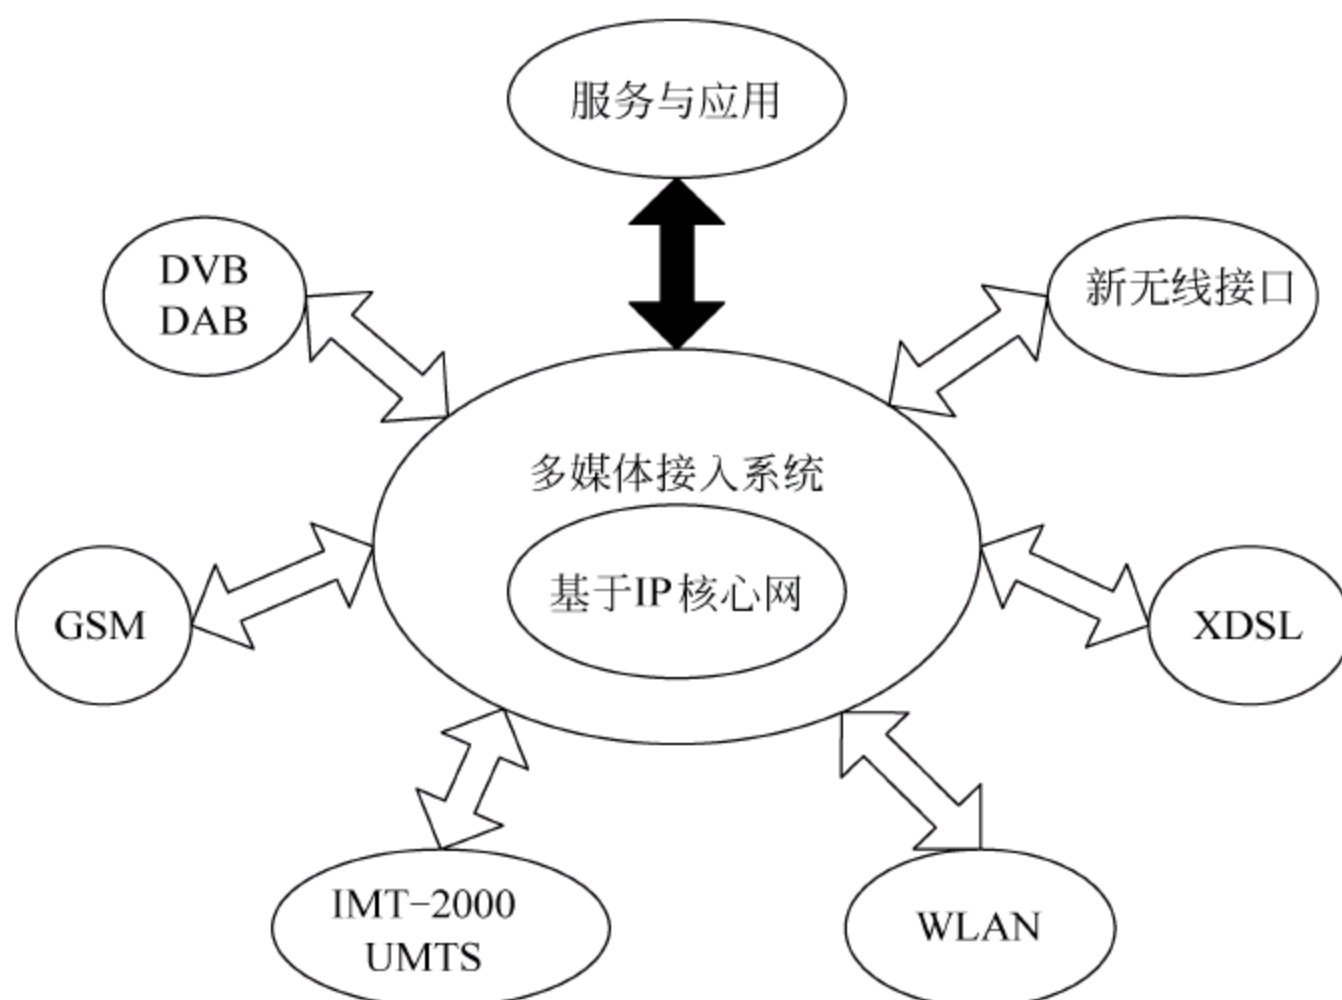 服务与应用
DVB
DAB
新无线接口
多媒体接入系统
基于IP核心网
GSM
XDSL
IMT-2000
UMTS
WLAN